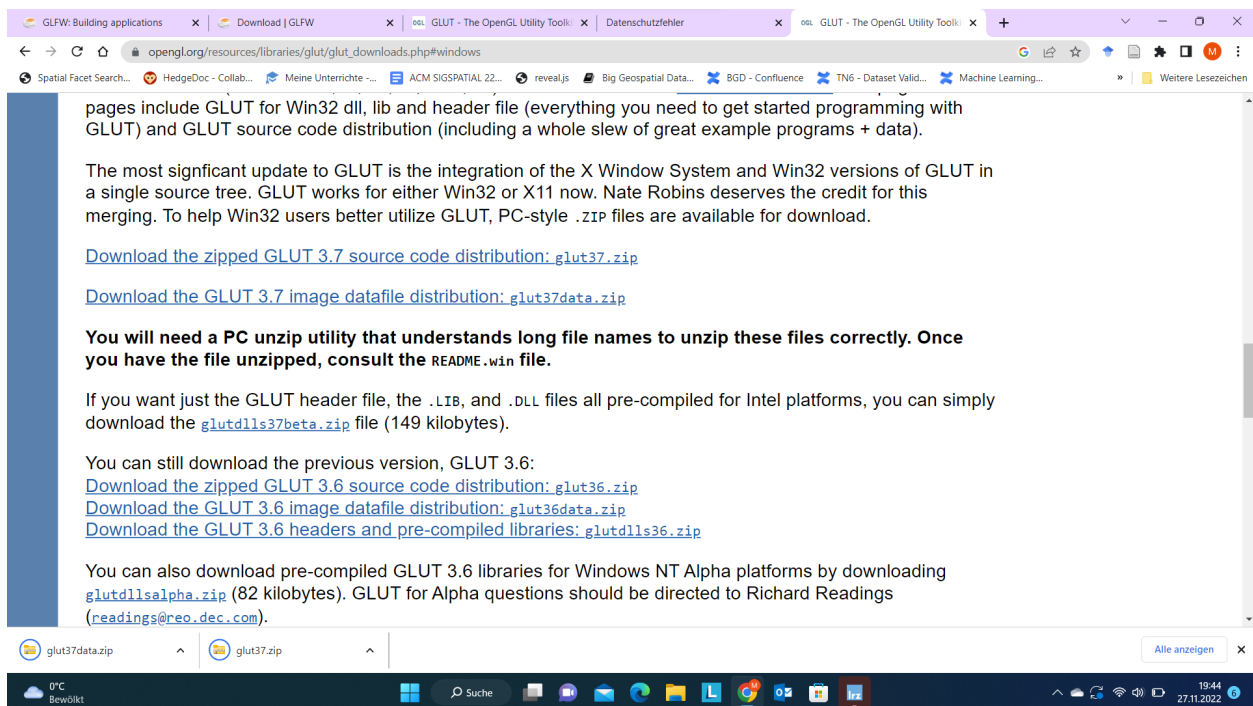 GLFW: Building applications
Download | GLFW
OGL GLUT - The OpenGL Utility Toolki
Datenschutzfehler
OGL GLUT - The OpenGL Utility Toolki
opengl.org/resources/libraries/glut/glut_downloads.php#windows
M
Spatial Facet Search...
HedgeDoc - Collab...
Meine Unterrichte -...
ACM SIGSPATIAL 22...
reveal.js
Big Geospatial Data...
BGD - Confluence
TN6 - Dataset Valid...
Machine Learning...
»
Weitere Lesezeichen
pages include GLUT for Win32 dll, lib and header file (everything you need to get started programming with
GLUT) and GLUT source code distribution (including a whole slew of great example programs + data).
The most signficant update to GLUT is the integration of the X Window System and Win32 versions of GLUT in
a single source tree. GLUT works for either Win32 or X11 now. Nate Robins deserves the credit for this
merging. To help Win32 users better utilize GLUT, PC-style .ZIP files are available for download.
Download the zipped GLUT 3.7 source code distribution: glut37.zip
Download the GLUT 3.7 image datafile distribution: glut37data.zip
You will need a PC unzip utility that understands long file names to unzip these files correctly. Once
you have the file unzipped, consult the README.win file.
If you want just the GLUT header file, the .LIB, and .DLL files all pre-compiled for Intel platforms, you can simply
download the glutdlls37beta.zip file (149 kilobytes).
You can still download the previous version, GLUT 3.6:
Download the zipped GLUT 3.6 source code distribution: glut36.zip
Download the GLUT 3.6 image datafile distribution: glut36data.zip
Download the GLUT 3.6 headers and pre-compiled libraries: glutdlls36.zip
You can also download pre-compiled GLUT 3.6 libraries for Windows NT Alpha platforms by downloading
glutdllsalpha.zip (82 kilobytes). GLUT for Alpha questions should be directed to Richard Readings
(readings@reo.dec.com).
glut37data.zip
glut37.zip
Alle anzeigen
0°C
Bewölkt
Suche
L
lrz
19:44
27.11.2022
6